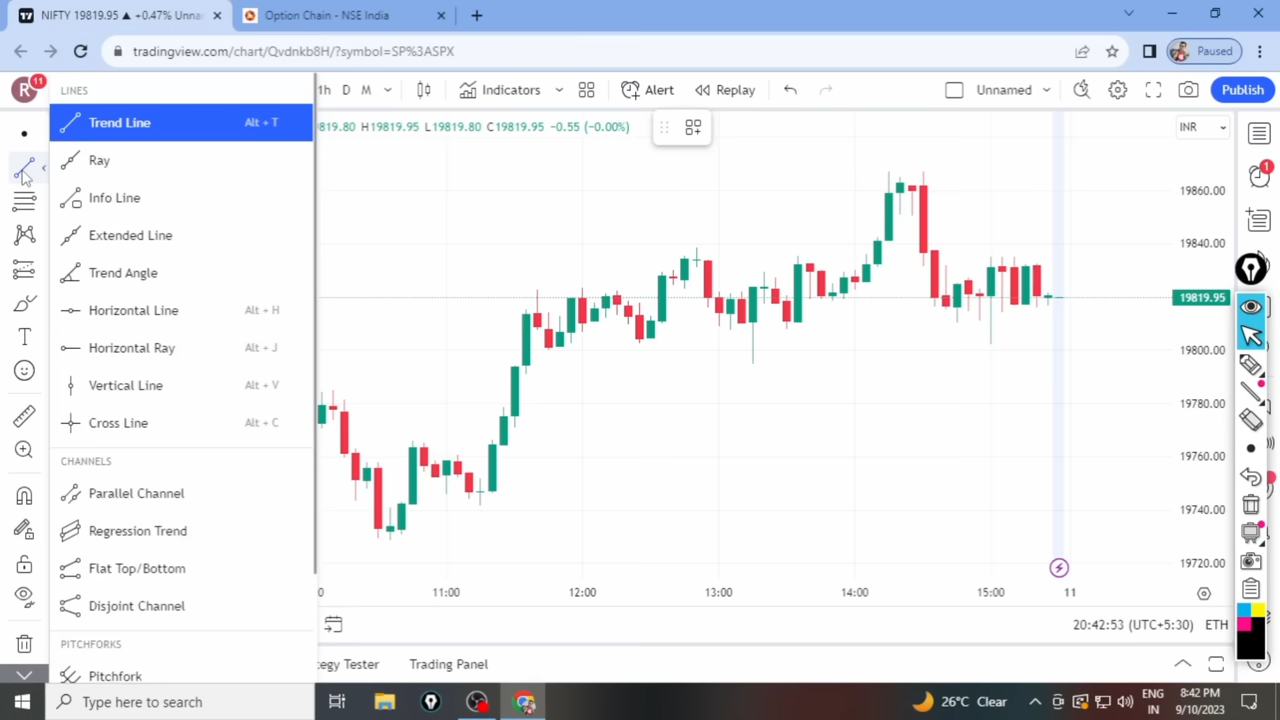 NIFTY 19819.95 ▲ +0.47% Unna
Option Chain - NSE India
tradingview.com/chart/Qvdnkb8H/?symbol=SP%3ASPX
Paused
R
11
1h D M
Indicators
Alert
Replay
Unnamed
Publish
LINES
Trend Line Alt + T
Ray
Info Line
Extended Line
Trend Angle
Horizontal Line Alt + H
Horizontal Ray Alt + J
Vertical Line Alt + V
Cross Line Alt + C
CHANNELS
Parallel Channel
Regression Trend
Flat Top/Bottom
Disjoint Channel
PITCHFORKS
Pitchfork
819.80 H19819.95 L19819.80 C19819.95 -0.55 (-0.00%)
INR
1
19860.00
19840.00
19819.95
19800.00
19780.00
19760.00
19740.00
19720.00
0 11:00 12:00 13:00 14:00 15:00 11
20:42:53 (UTC+5:30) ETH
tegy Tester Trading Panel
Type here to search
26°C Clear
ENG
IN
8:42 PM
9/10/2023